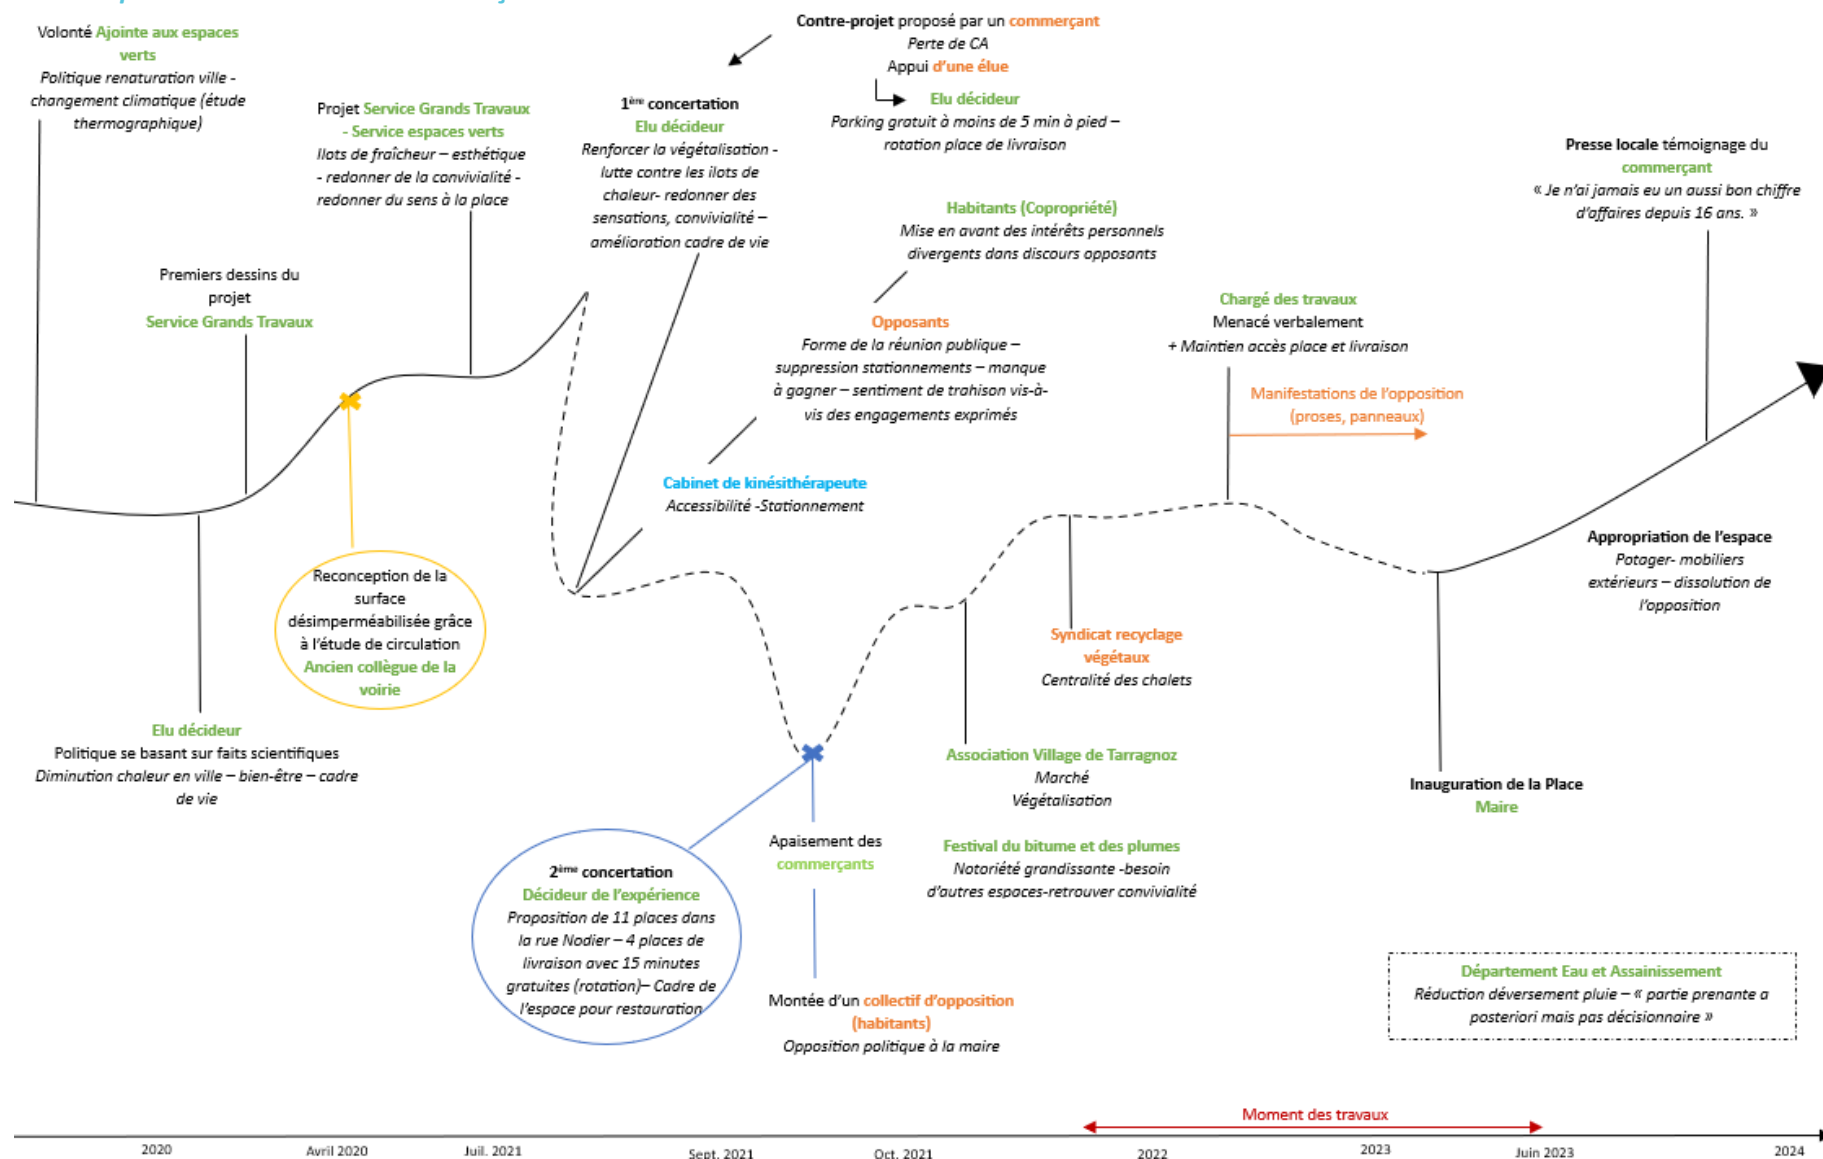 Volonté Ajointe aux espaces
verts
Politique renaturation ville -
changement climatique (étude
thermographique)
Premiers dessins du
projet
Service Grands Travaux
Projet Service Grands Travaux
- Service espaces verts
Ilots de fraîcheur – esthétique
- redonner de la convivialité -
redonner du sens à la place
Elu décideur
Politique se basant sur faits scientifiques
Diminution chaleur en ville – bien-être – cadre
de vie
Reconception de la
surface
désimperméabilisée grâce
à l'étude de circulation
Ancien collègue de la
voirie
1ère concertation
Elu décideur
Renforcer la végétalisation -
lutte contre les ilots de
chaleur- redonner des
sensations, convivialité –
amélioration cadre de vie
Contre-projet proposé par un commerçant
Perte de CA
Appui d'une élue
Elu décideur
Parking gratuit à moins de 5 min à pied –
rotation place de livraison
Habitants (Copropriété)
Mise en avant des intérêts personnels
divergents dans discours opposants
Opposants
Forme de la réunion publique –
suppression stationnements – manque
à gagner – sentiment de trahison vis-à-
vis des engagements exprimés
Cabinet de kinésithérapeute
Accessibilité -Stationnement
2ème concertation
Décideur de l'expérience
Proposition de 11 places dans
la rue Nodier – 4 places de
livraison avec 15 minutes
gratuites (rotation)– Cadre de
l'espace pour restauration
Apaisement des
commerçants
Montée d'un collectif d'opposition
(habitants)
Opposition politique à la maire
Association Village de Tarragnoz
Marché
Végétalisation
Festival du bitume et des plumes
Notoriété grandissante -besoin
d'autres espaces-retrouver convivialité
Syndicat recyclage
végétaux
Centralité des chalets
Chargé des travaux
Menacé verbalement
+ Maintien accès place et livraison
Manifestations de l'opposition
(proses, panneaux)
Inauguration de la Place
Maire
Presse locale témoignage du
commerçant
« Je n'ai jamais eu un aussi bon chiffre
d'affaires depuis 16 ans. »
Appropriation de l'espace
Potager- mobiliers
extérieurs – dissolution de
l'opposition
Département Eau et Assainissement
Réduction déversement pluie – « partie prenante a
posteriori mais pas décisionnaire »
Moment des travaux
2020
Avril 2020
Juil. 2021
Sept. 2021
Oct. 2021
2022
2023
Juin 2023
2024